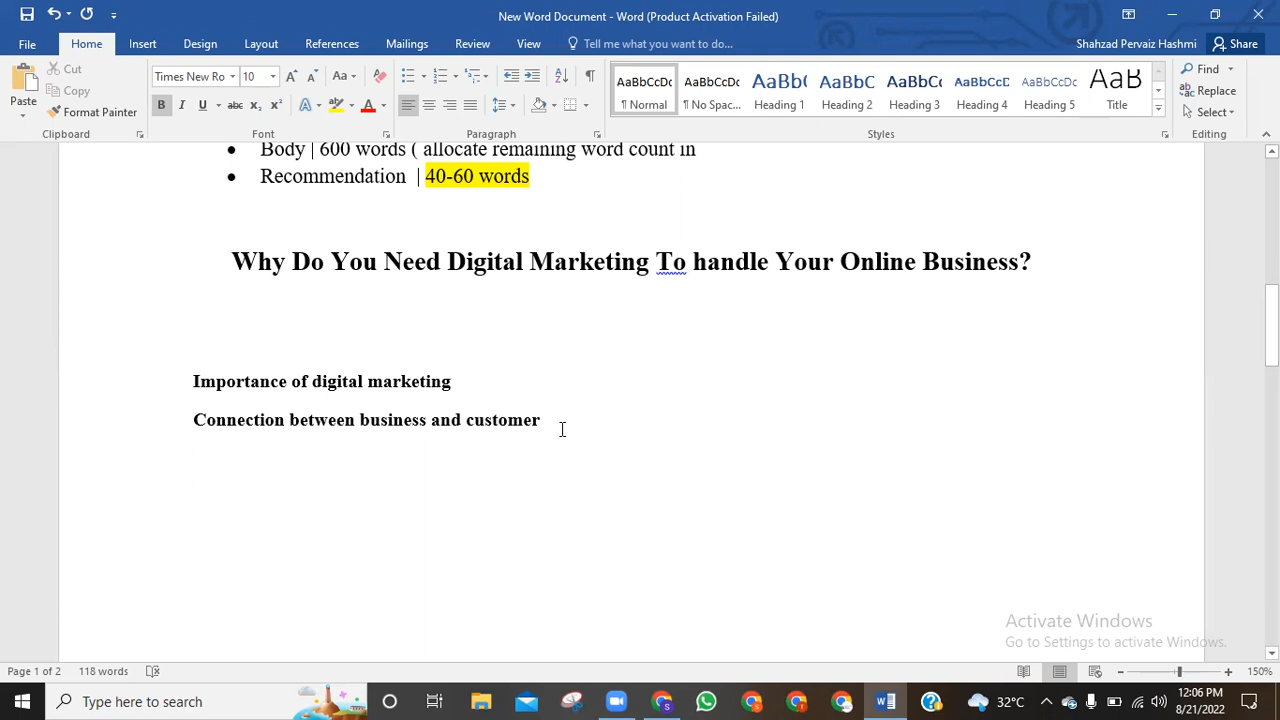 New Word Document - Word (Product Activation Failed)
File Home Insert Design Layout References Mailings Review View Tell me what you want to do... Shahzad Pervaiz Hashmi Share
Paste
Cut
Copy
Format Painter
Clipboard
Times New Ro 10
Font
Paragraph
AaBbCcDc AaBbCcDc AaBbC AaBbC AaBbCcI AaBbCcD AaBbCcDc AaB
¶ Normal ¶ No Spac... Heading 1 Heading 2 Heading 3 Heading 4 Heading 5 Title
Styles
Find
Replace
Select
Editing
Body | 600 words ( allocate remaining word count in
Recommendation | 40-60 words
Why Do You Need Digital Marketing To handle Your Online Business?
Importance of digital marketing
Connection between business and customer
Activate Windows
Go to Settings to activate Windows.
Page 1 of 2 118 words 150%
Type here to search
32°C
12:06 PM
8/21/2022